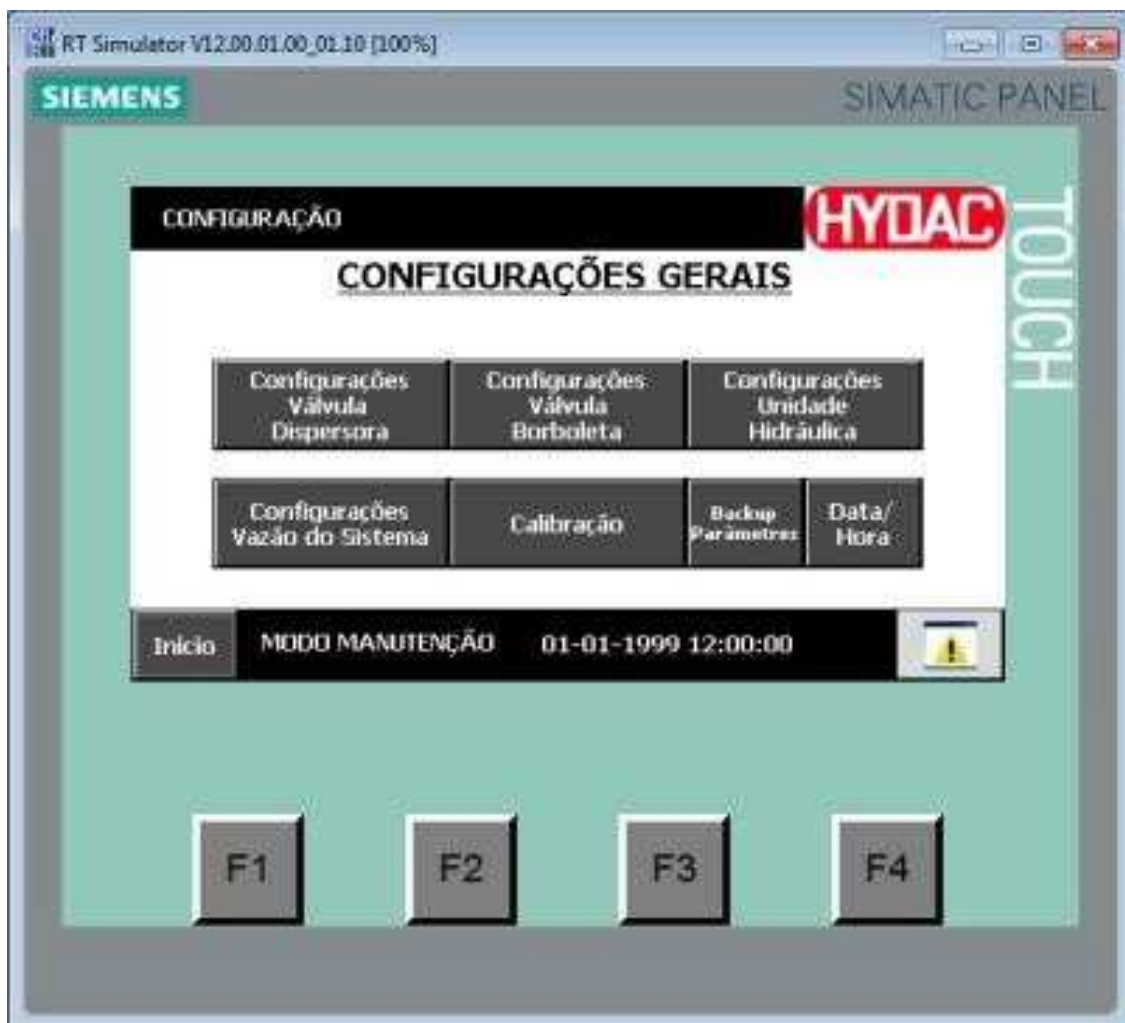 RT Simulator V12.00.01.00_01.10 [100%]
SIEMENS
SIMATIC PANEL
TOUCH
CONFIGURAÇÃO
HYDAC
CONFIGURAÇÕES GERAIS
Configurações
Válvula
Dispersora
Configurações
Válvula
Borboleta
Configurações
Unidade
Hidráulica
Configurações
Vazão do Sistema
Calibração
Backup
Parâmetros
Data/
Hora
Início
MODO MANUTENÇÃO
01-01-1999 12:00:00
F1
F2
F3
F4